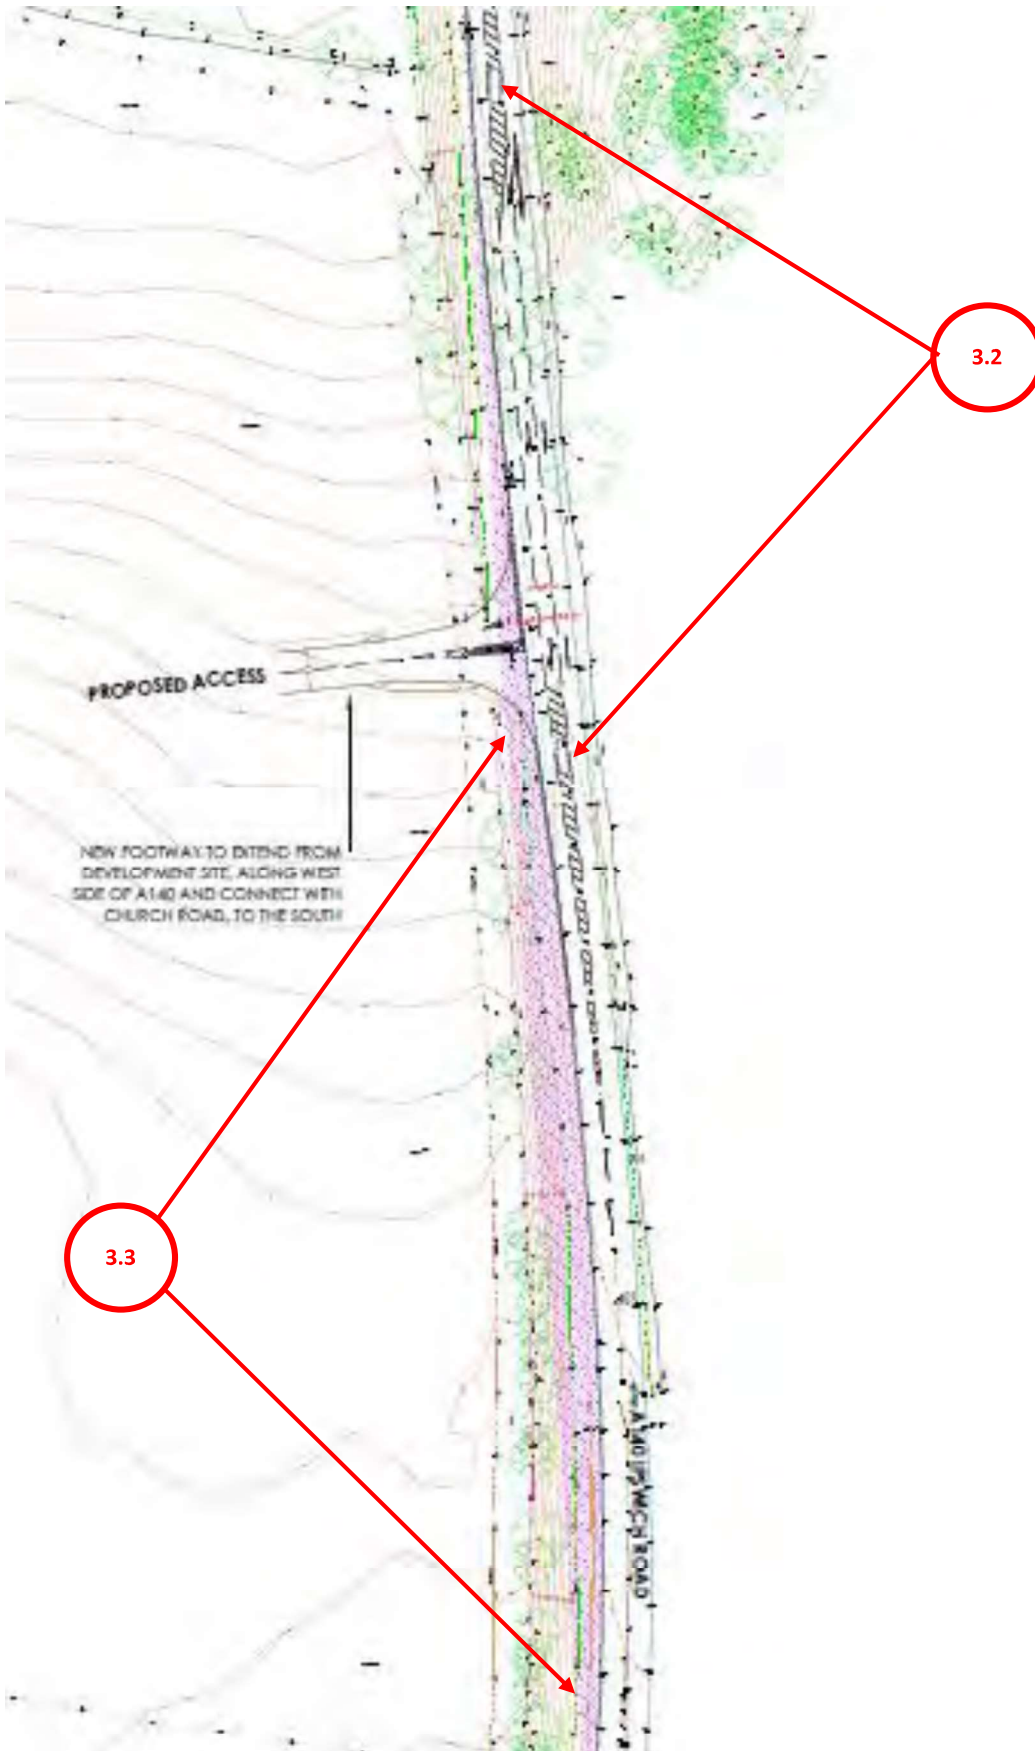 3.2
PROPOSED ACCESS
NEW FOOTWAY TO EXTEND FROM
DEVELOPMENT SITE, ALONG WEST
SIDE OF A140 AND CONNECT WITH
CHURCH ROAD, TO THE SOUTH
3.3
A140 IPSWICH ROAD